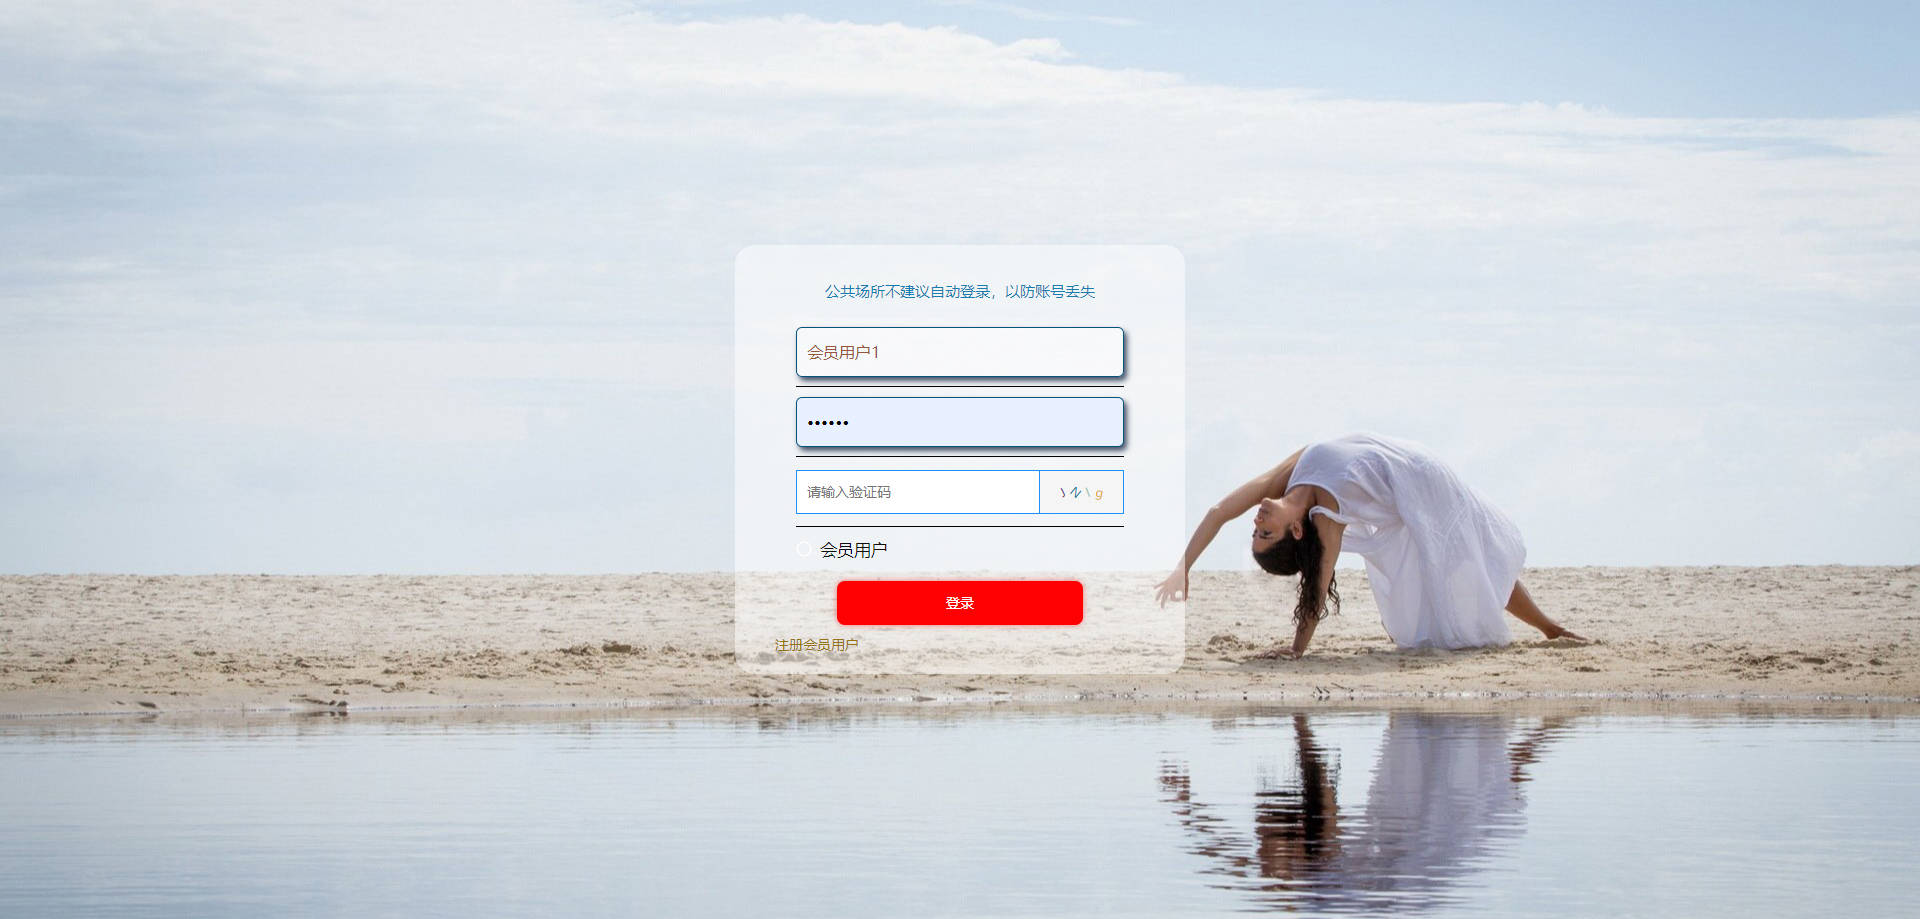 公共场所不建议自动登录，以防账号丢失
会员用户1
••••••
请输入验证码
会员用户
登录
注册会员用户